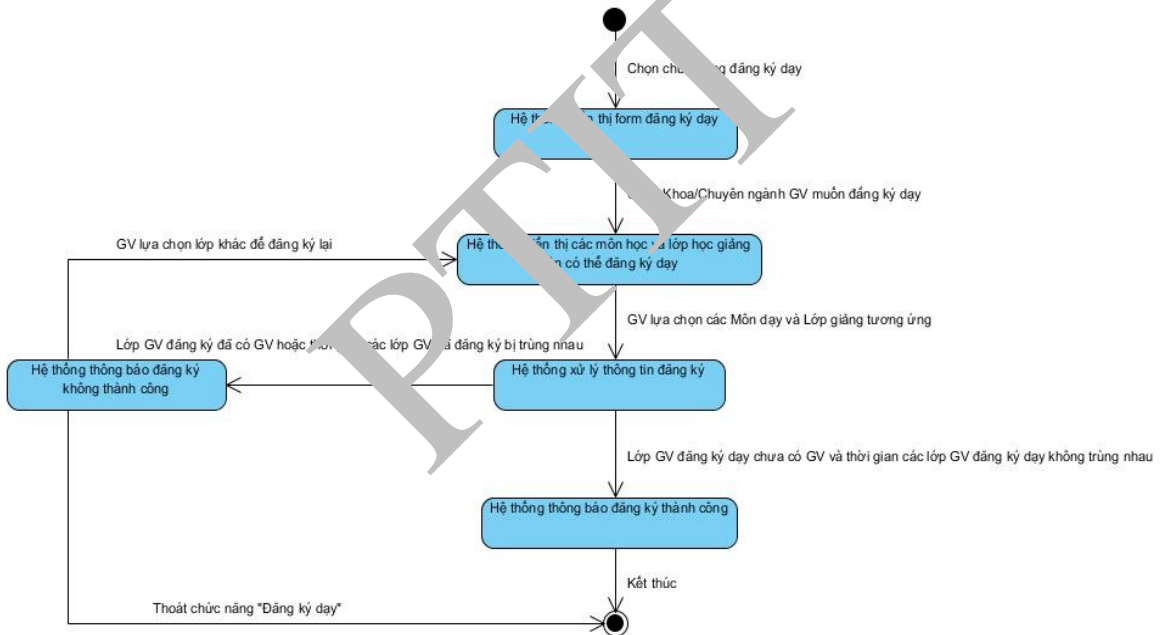 Chọn đăng ký dạy
Hệ thị form đăng ký dạy
Khoa/Chuyên ngành GV muốn đăng ký dạy
GV lựa chọn lớp khác để đăng ký lại
Hệ thị các môn học và lớp học giảng
có thể đăng ký dạy
GV lựa chọn các Môn dạy và Lớp giảng tương ứng
Lớp GV đăng ký đã có GV hoặc các lớp GV đăng ký bị trùng nhau
Hệ thống thông báo đăng ký
không thành công
Hệ thống xử lý thông tin đăng ký
Lớp GV đăng ký dạy chưa có GV và thời gian các lớp GV đăng ký dạy không trùng nhau
Hệ thống thông báo đăng ký thành công
Kết thúc
Thoát chức năng "Đăng ký dạy"
PTIT